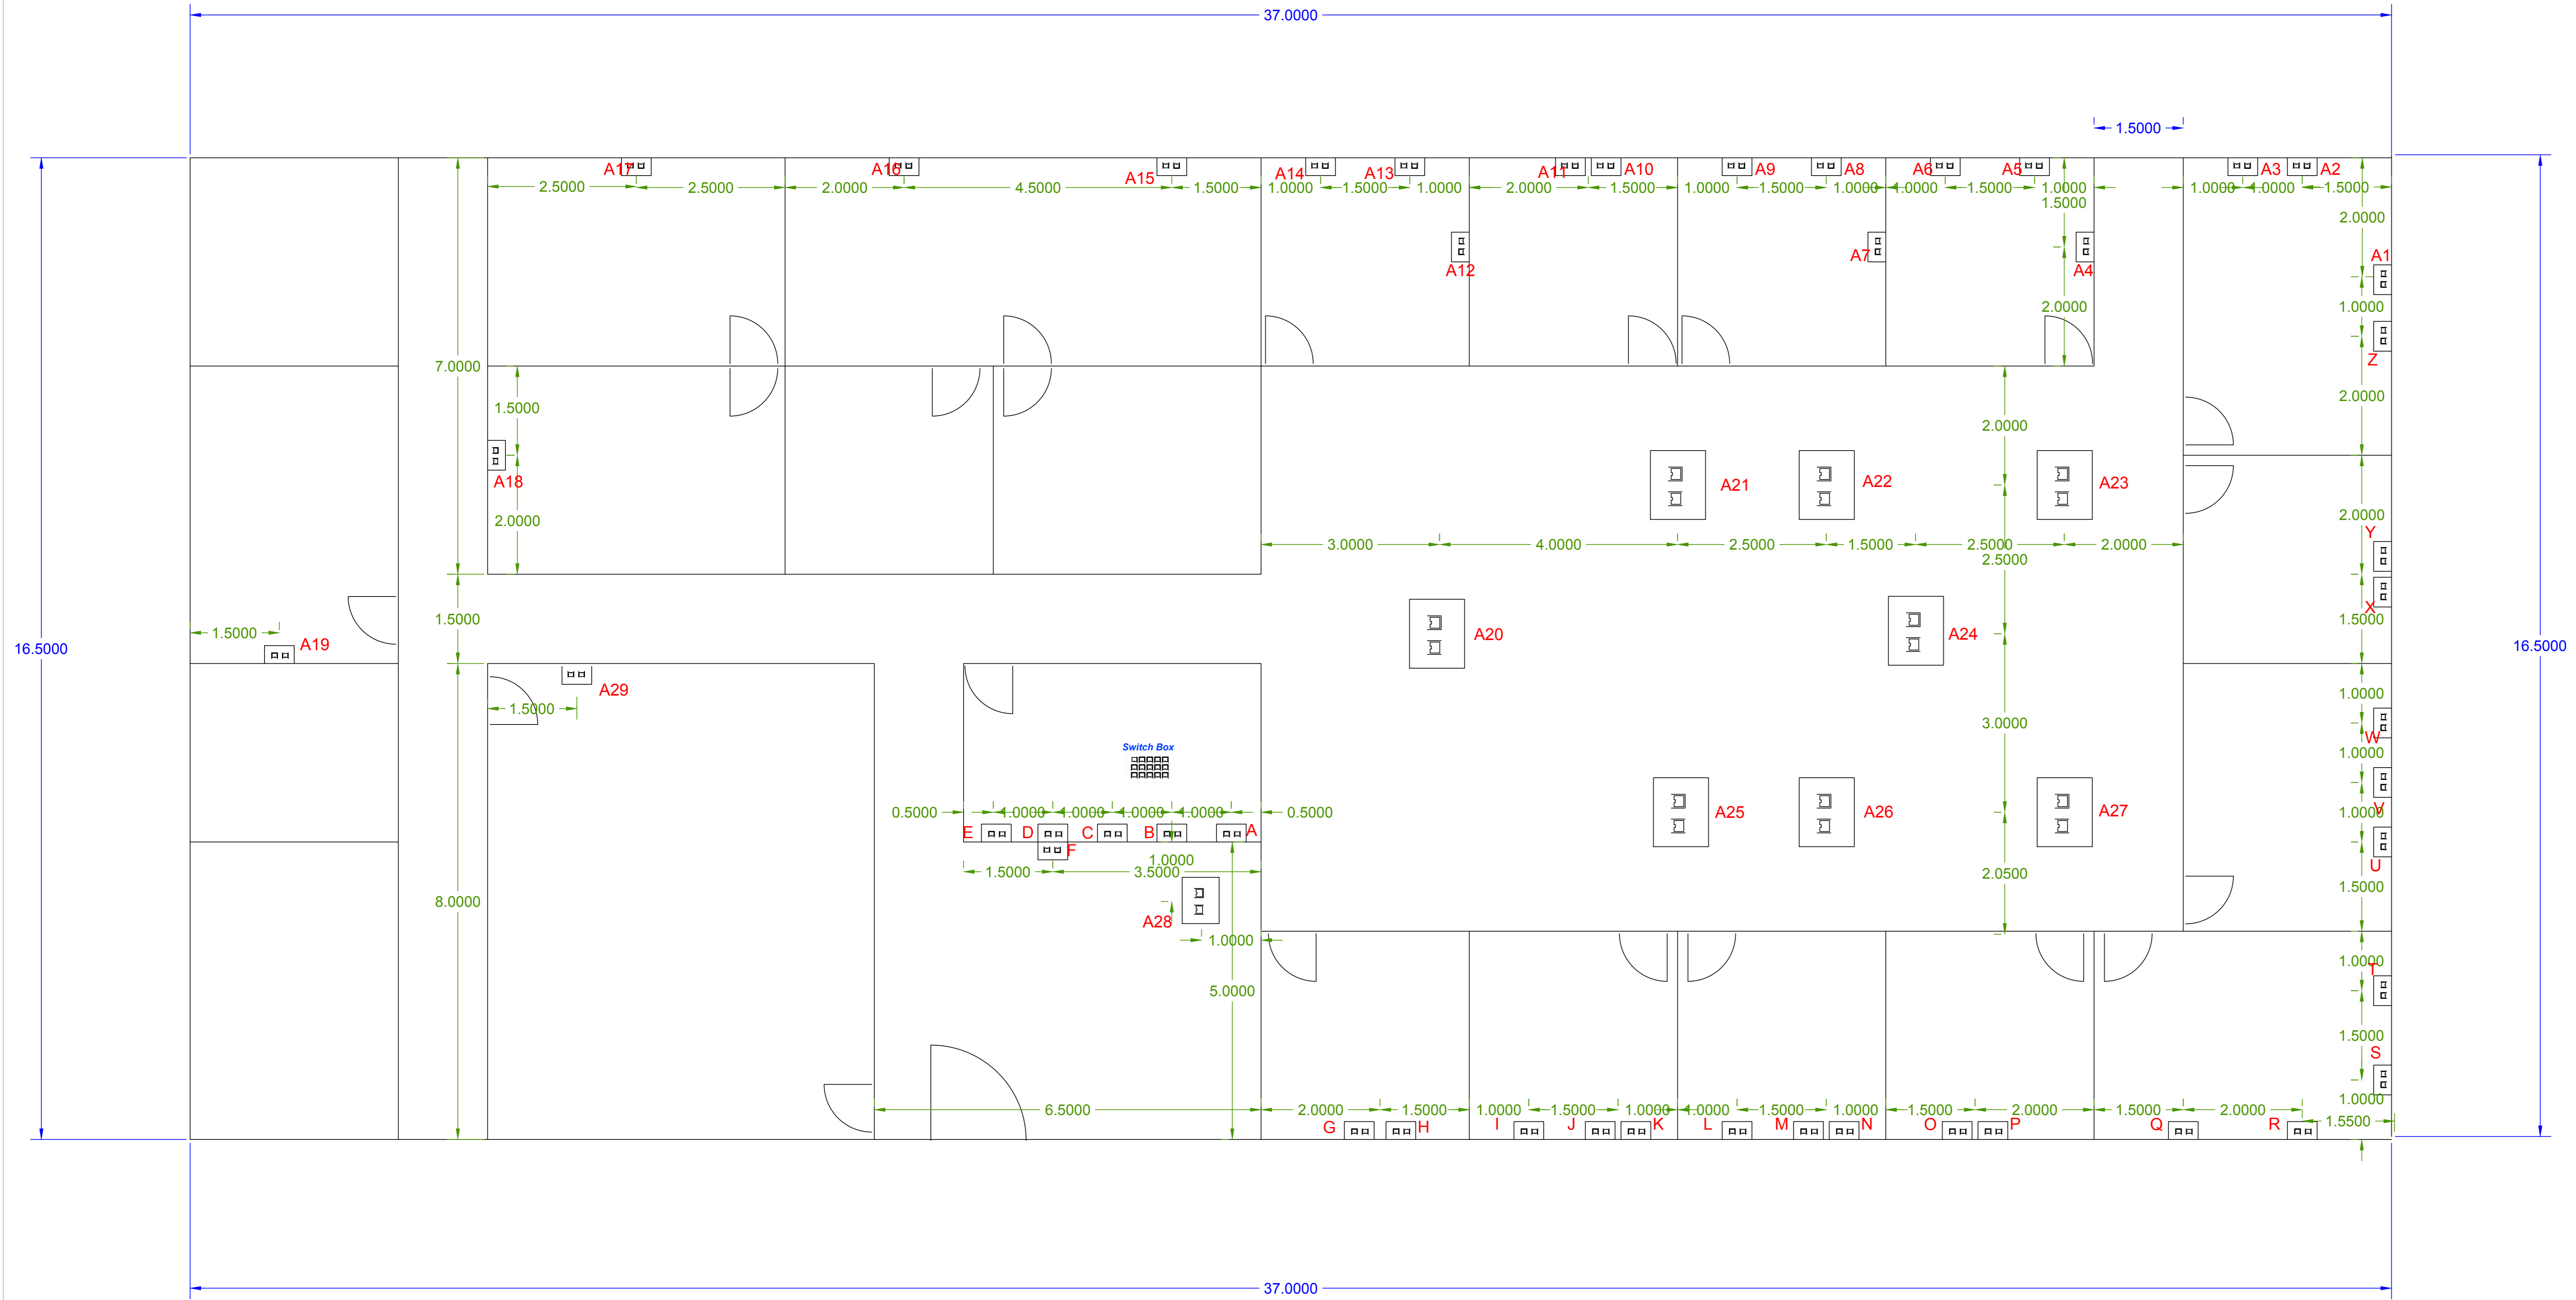 37.0000
1.5000
A17
A16
A15
A14
A13
A11
A10
A9
A8
A6
A5
A3
A2
2.5000
2.5000
2.0000
4.5000
1.5000
1.0000
1.5000
1.0000
2.0000
1.5000
1.0000
1.5000
1.0000
1.0000
1.5000
1.0000
1.0000
1.0000
1.5000
1.5000
2.0000
A12
A7
A4
A1
2.0000
1.0000
7.0000
Z
1.5000
2.0000
2.0000
A18
A21
A22
A23
2.0000
2.0000
Y
3.0000
4.0000
2.5000
1.5000
2.5000
2.0000
2.5000
X
1.5000
1.5000
1.5000
A19
A20
A24
16.5000
16.5000
A29
1.0000
1.5000
3.0000
W
Switch Box
1.0000
0.5000
1.0000
1.0000
1.0000
1.0000
0.5000
A25
A26
A27
V
1.0000
E
D
C
B
A
F
1.0000
U
1.5000
3.5000
2.0500
1.5000
8.0000
A28
1.0000
1.0000
T
5.0000
1.5000
S
1.0000
6.5000
2.0000
1.5000
1.0000
1.5000
1.0000
1.0000
1.5000
1.0000
1.5000
2.0000
1.5000
2.0000
1.5500
G
H
I
J
K
L
M
N
O
P
Q
R
37.0000